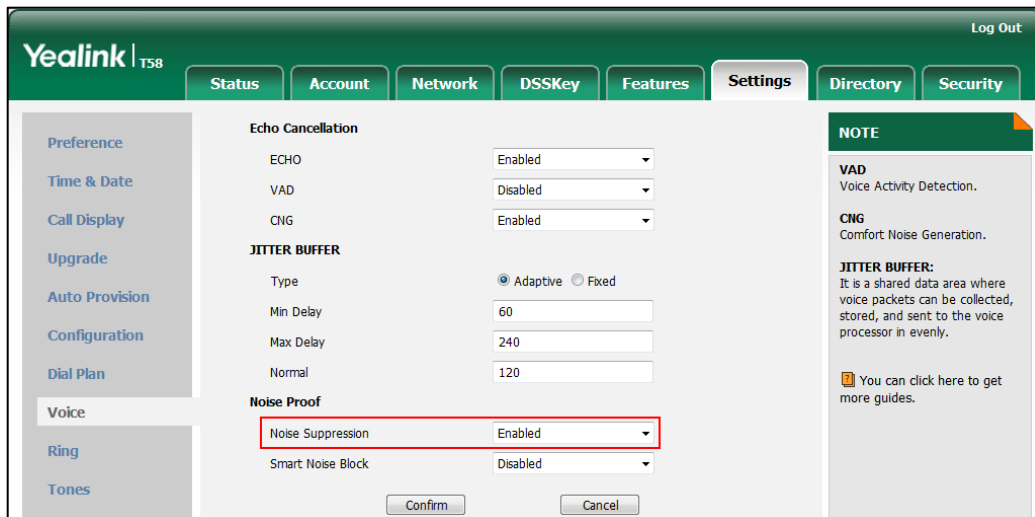 Log Out
Yealink | T58
Status Account Network DSSKey Features Settings Directory Security
Preference
Time & Date
Call Display
Upgrade
Auto Provision
Configuration
Dial Plan
Voice
Ring
Tones
Echo Cancellation
ECHO Enabled
VAD Disabled
CNG Enabled
JITTER BUFFER
Type Adaptive Fixed
Min Delay 60
Max Delay 240
Normal 120
Noise Proof
Noise Suppression Enabled
Smart Noise Block Disabled
Confirm Cancel
NOTE
VAD
Voice Activity Detection.
CNG
Comfort Noise Generation.
JITTER BUFFER:
It is a shared data area where
voice packets can be collected,
stored, and sent to the voice
processor in evenly.
? You can click here to get
more guides.